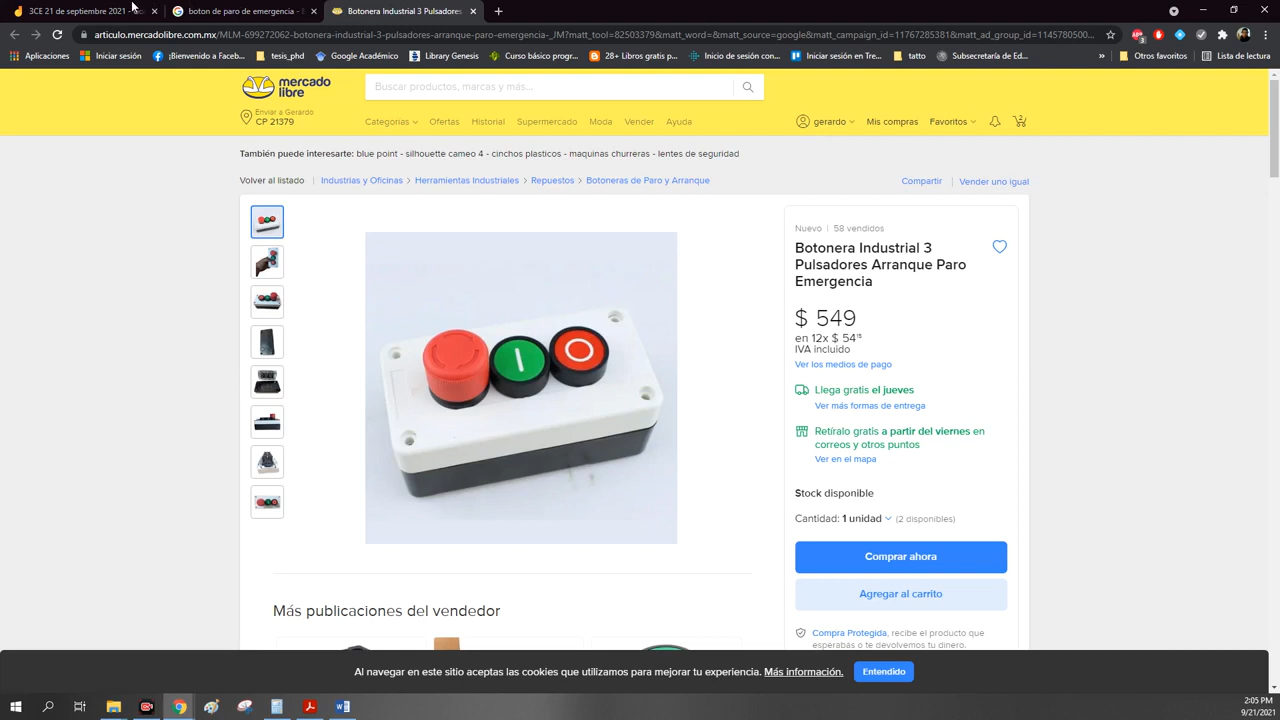 3CE 21 de septiembre 2021 -
boton de paro de emergencia -
Botonera Industrial 3 Pulsadores
articulo.mercadolibre.com.mx/MLM-699272062-botonera-industrial-3-pulsadores-arranque-paro-emergencia-_JM?matt_tool=82503379&matt_word=&matt_source=google&matt_campaign_id=11767285381&matt_ad_group_id=1145780500...
Aplicaciones
Iniciar sesión
(3) Facebook
tesis_p
Google Académico
Library Genesis
Curso básico progr...
28+ Libros gratis p...
Inicio de sesión &...
Iniciar sesión en Tre...
tatto
Subsecretaría de Ed...
»
Otros favoritos
Lista de lectura
mercado
libre
Buscar productos, marcas y más...
Enviar a Gerardo
CP 21379
Categorías
Ofertas
Historial
Supermercado
Moda
Vender
Ayuda
gerardo
Mis compras
Favoritos
2
También puede interesarte: blue point - silhouette cameo 4 - cinchos plasticos - maquinas churreras - lentes de seguridad
Volver al listado | Industrias y Oficinas > Herramientas Industriales > Repuestos > Botoneras de Paro y Arranque
Compartir | Vender uno igual
Nuevo | 58 vendidos
Botonera Industrial 3
Pulsadores Arranque Paro
Emergencia
$ 549
en 12x $ 54¹⁵
IVA incluido
Ver los medios de pago
Llega gratis el jueves
Ver más formas de entrega
Retíralo gratis a partir del viernes en
correos y otros puntos
Ver en el mapa
Stock disponible
Cantidad: 1 unidad (2 disponibles)
Comprar ahora
Agregar al carrito
Compra Protegida, recibe el producto que
esperabas o te devolvemos tu dinero.
Más publicaciones del vendedor
Al navegar en este sitio aceptas las cookies que utilizamos para mejorar tu experiencia. Más información.
Entendido
2:05 PM
9/21/2021